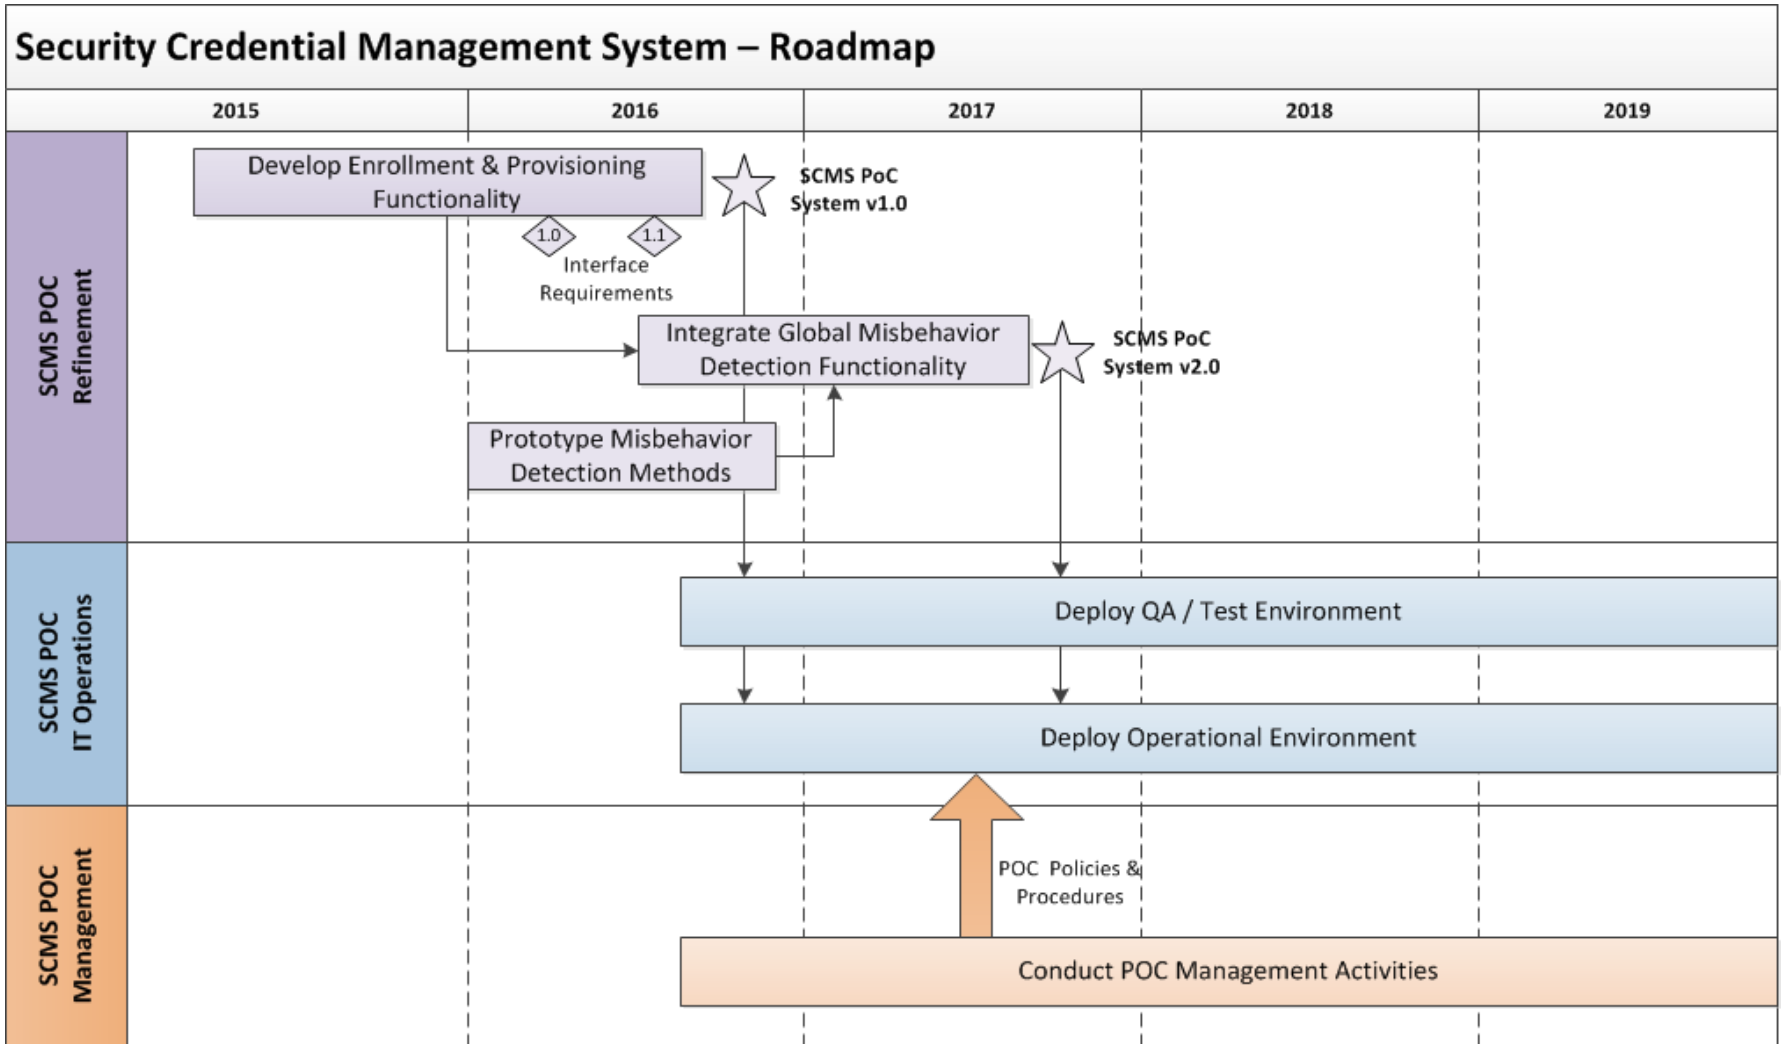 Security Credential Management System – Roadmap
2015 2016 2017 2018 2019
SCMS POC
Refinement
Develop Enrollment & Provisioning
Functionality
SCMS PoC
System v1.0
1.0 1.1
Interface
Requirements
Integrate Global Misbehavior
Detection Functionality
SCMS PoC
System v2.0
Prototype Misbehavior
Detection Methods
SCMS POC
IT Operations
Deploy QA / Test Environment
Deploy Operational Environment
SCMS POC
Management
POC Policies &
Procedures
Conduct POC Management Activities